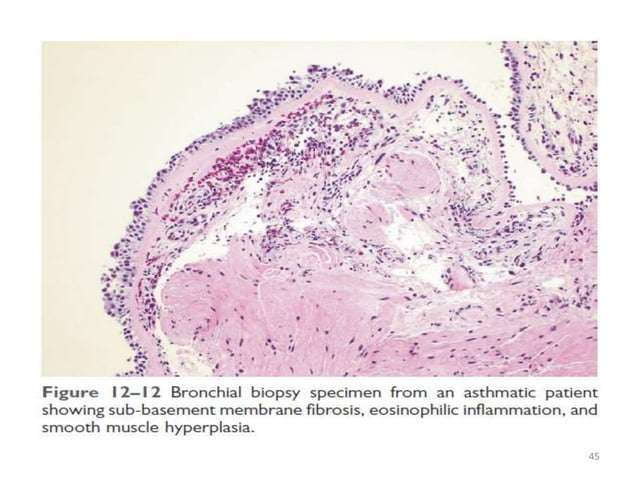 Figure 12–12 Bronchial biopsy specimen from an asthmatic patient
showing sub-basement membrane fibrosis, eosinophilic inflammation, and
smooth muscle hyperplasia.
45